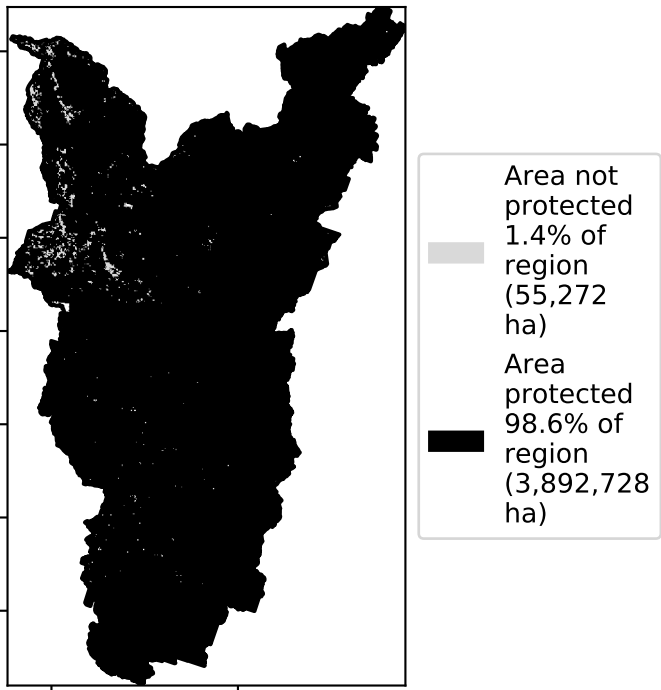 Area not
protected
1.4% of
region
(55,272
ha)
Area
protected
98.6% of
region
(3,892,728
ha)